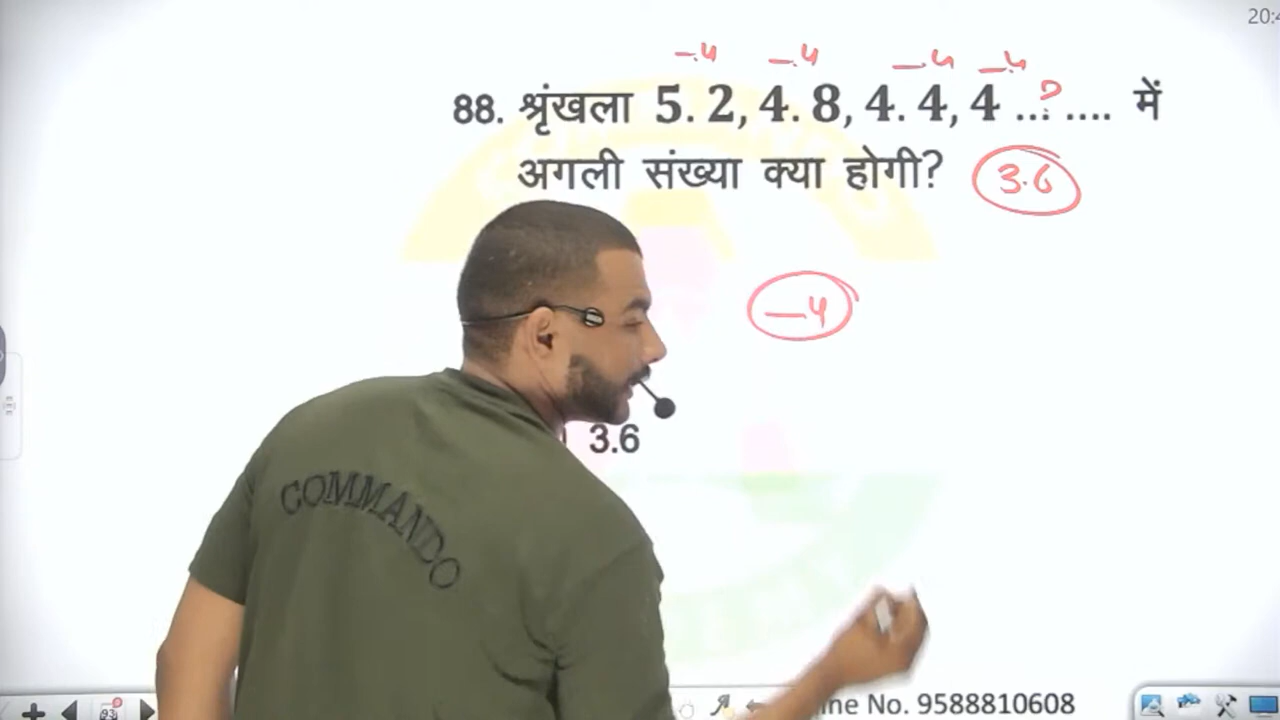 20:4
-.4 -.4 -.4 -.4
88. श्रृंखला 5.2, 4.8, 4.4, 4 ...?.... में
अगली संख्या क्या होगी? 3.6
-4
) 3.6
COMMANDO
ine No. 9588810608